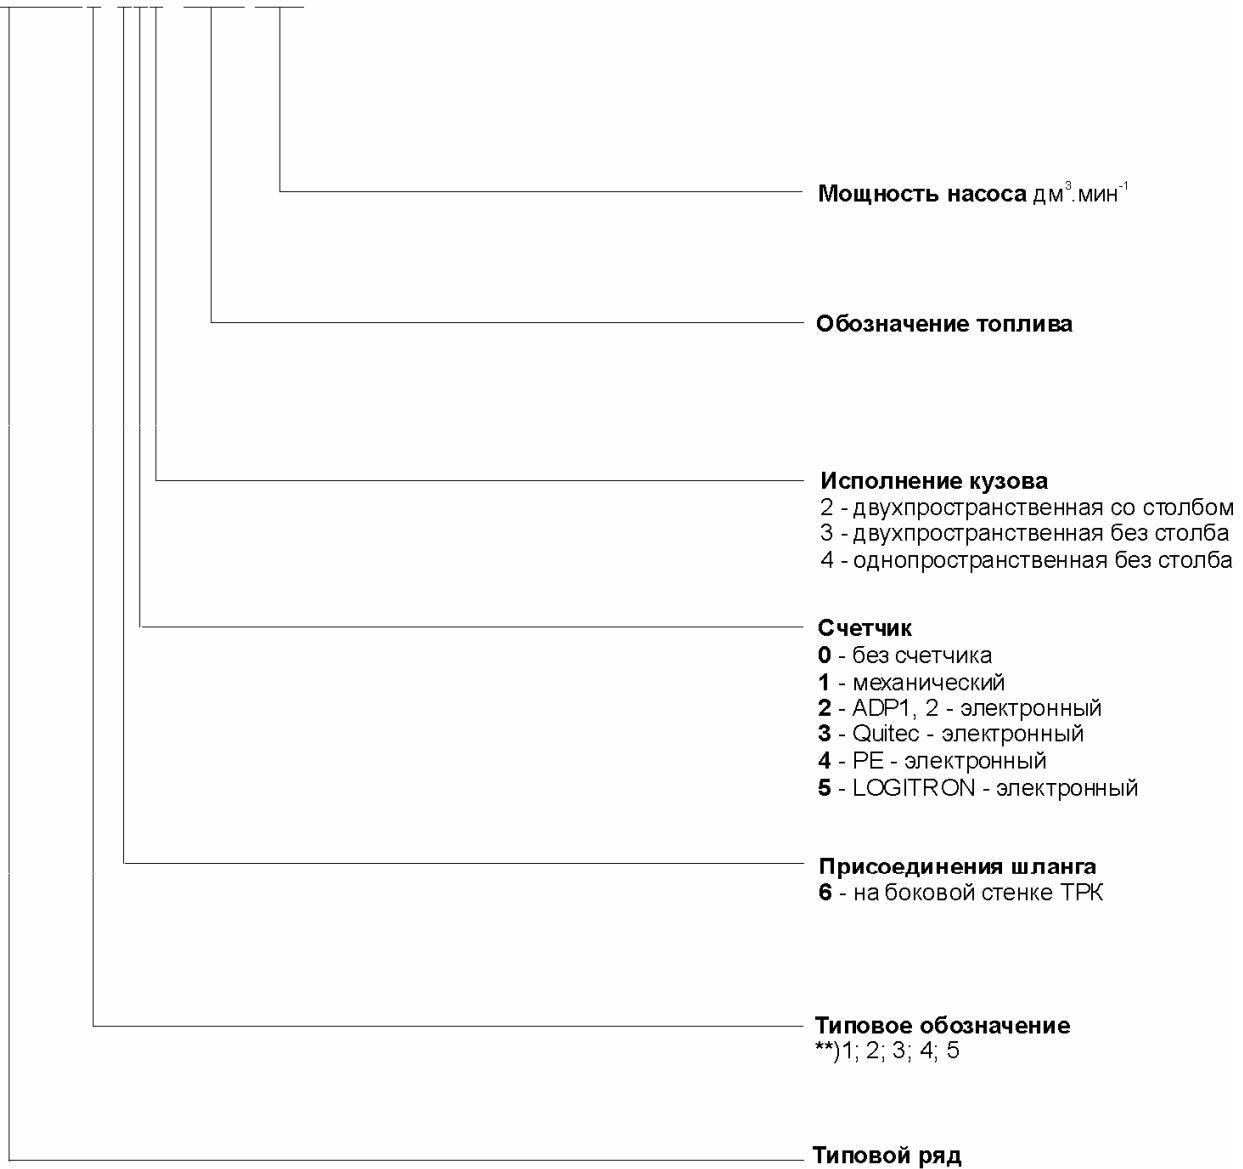 Мощность насоса дм³.мин⁻¹
Обозначение топлива
Исполнение кузова
2 - двухпространственная со столбом
3 - двухпространственная без столба
4 - однопространственная без столба
Счетчик
0 - без счетчика
1 - механический
2 - ADP1, 2 - электронный
3 - Quitec - электронный
4 - PE - электронный
5 - LOGITRON - электронный
Присоединения шланга
6 - на боковой стенке ТРК
Типовое обозначение
**)1; 2; 3; 4; 5
Типовой ряд